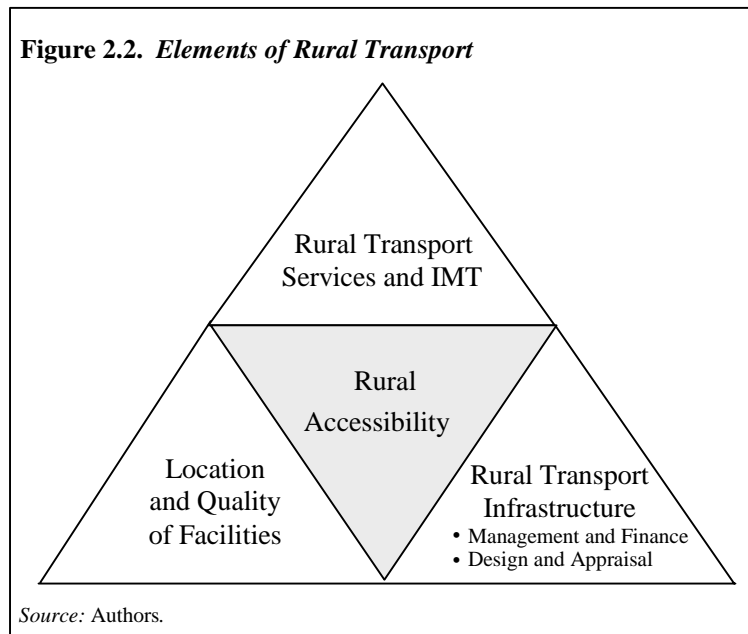 Figure 2.2. Elements of Rural Transport
Rural Transport
Services and IMT
Rural
Accessibility
Location
and Quality
of Facilities
Rural Transport
Infrastructure
• Management and Finance
• Design and Appraisal
Source: Authors.